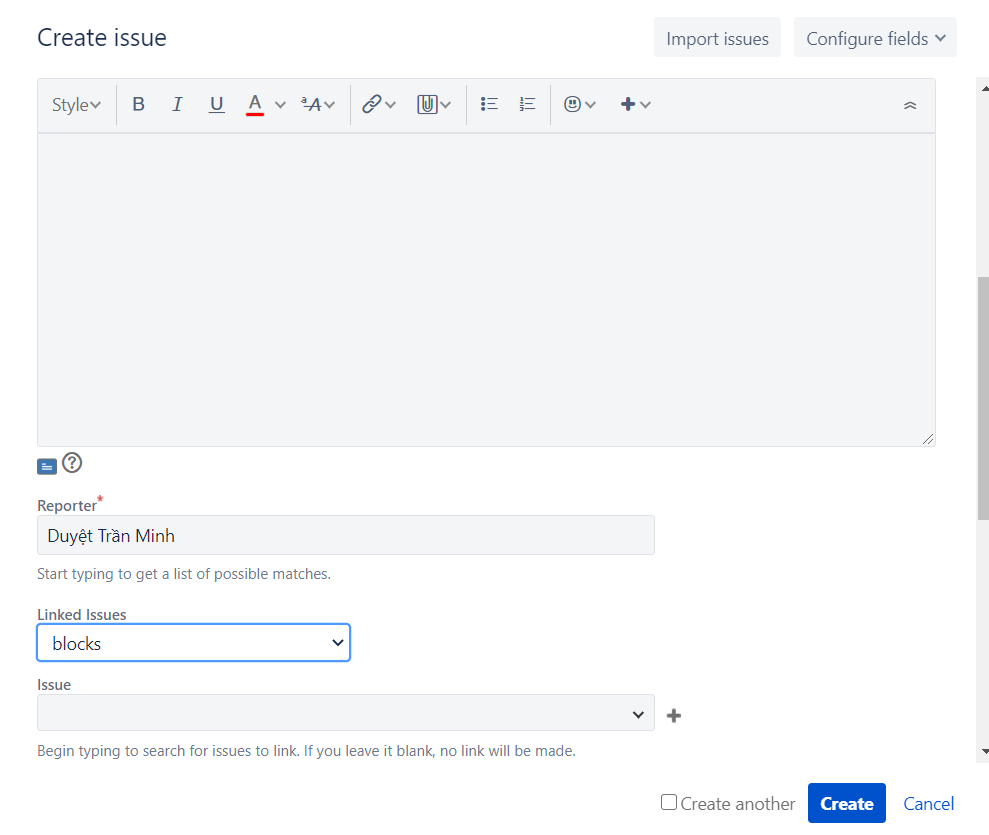 Create issue
Import issues
Configure fields
Style
B I U A ªA
Reporter*
Duyệt Trần Minh
Start typing to get a list of possible matches.
Linked Issues
blocks
Issue
Begin typing to search for issues to link. If you leave it blank, no link will be made.
Create another
Create
Cancel